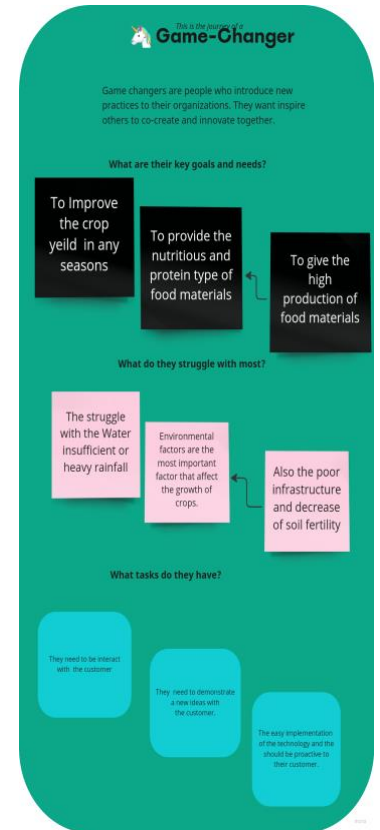 This is the journey of a
Game-Changer
Game changers are people who introduce new
practices to their organizations. They want inspire
others to co-create and innovate together.
What are their key goals and needs?
To Improve
the crop
yeild in any
seasons
To provide the
nutritious and
protein type of
food materials
To give the
high
production of
food materials
What do they struggle with most?
The struggle
with the Water
insufficient or
heavy rainfall
Environmental
factors are the
most important
factor that affect
the growth of
crops.
Also the poor
infrastructure
and decrease
of soil fertility
What tasks do they have?
They need to be interact
with the customer
They need to demonstrate
a new ideas with
the customer.
The easy implementation
of the technology and the
should be proactive to
their customer.